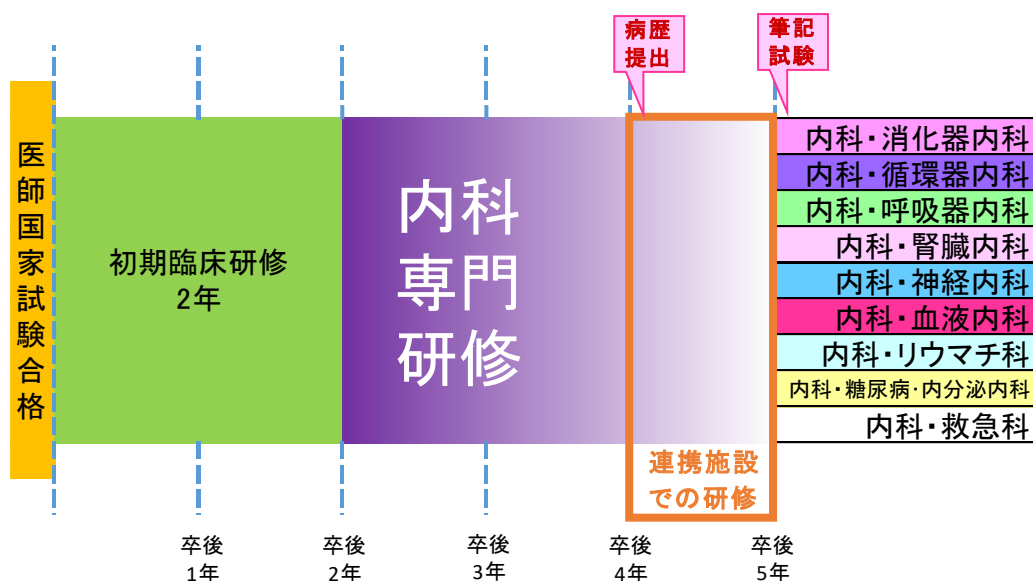 病歴
提出
筆記
試験
医師国家試験合格
初期臨床研修
2年
内科
専門
研修
内科・消化器内科
内科・循環器内科
内科・呼吸器内科
内科・腎臓内科
内科・神経内科
内科・血液内科
内科・リウマチ科
内科・糖尿病・内分泌内科
内科・救急科
連携施設
での研修
卒後
1年
卒後
2年
卒後
3年
卒後
4年
卒後
5年